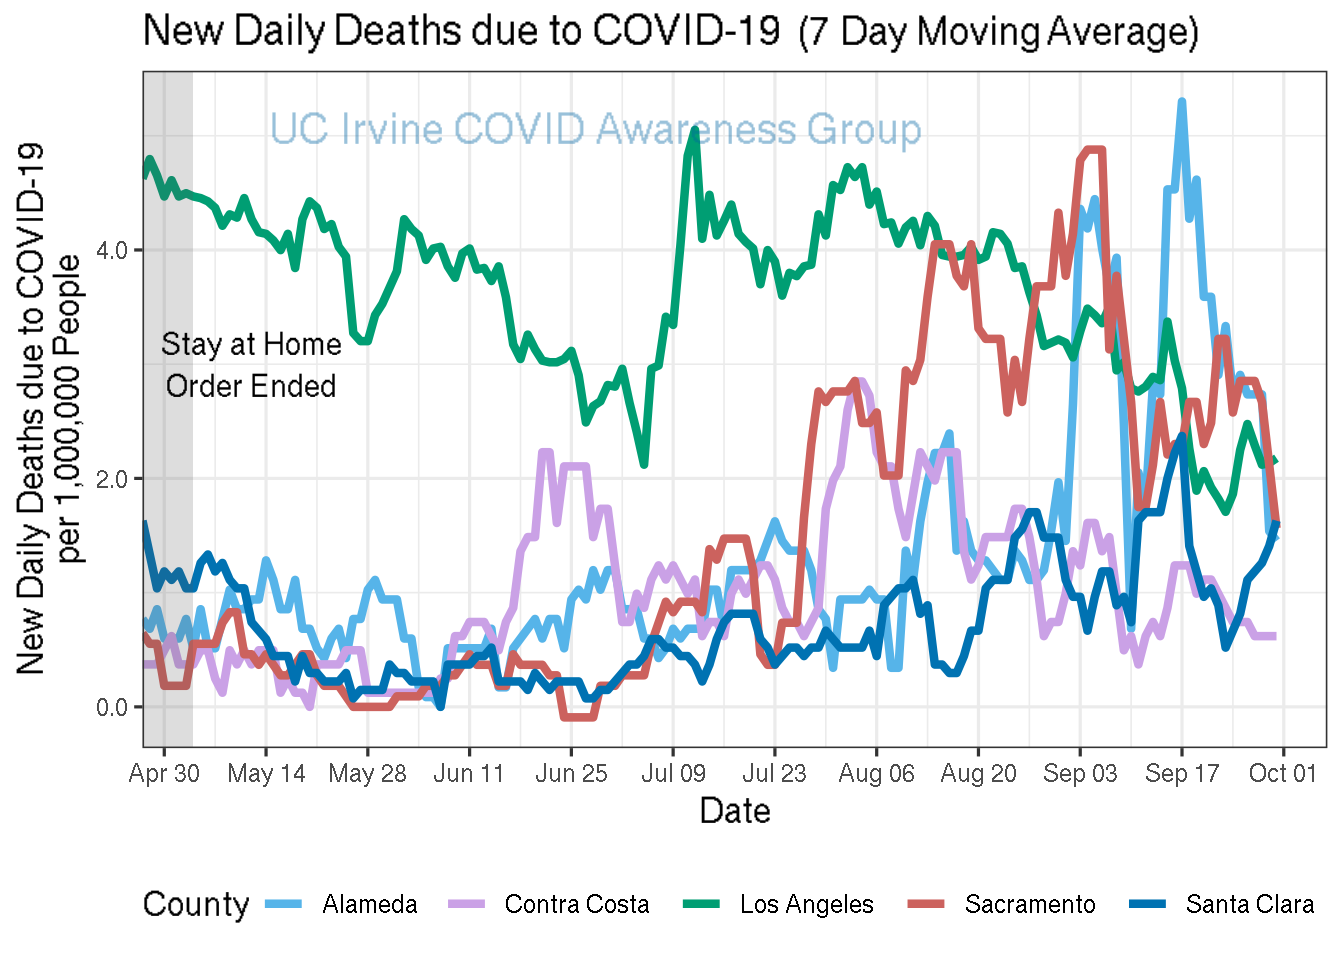 New Daily Deaths due to COVID-19 (7 Day Moving Average)
UC Irvine COVID Awareness Group
New Daily Deaths due to COVID-19
per 1,000,000 People
4.0
2.0
0.0
Stay at Home
Order Ended
Apr 30 May 14 May 28 Jun 11 Jun 25 Jul 09 Jul 23 Aug 06 Aug 20 Sep 03 Sep 17 Oct 01
Date
County Alameda Contra Costa Los Angeles Sacramento Santa Clara